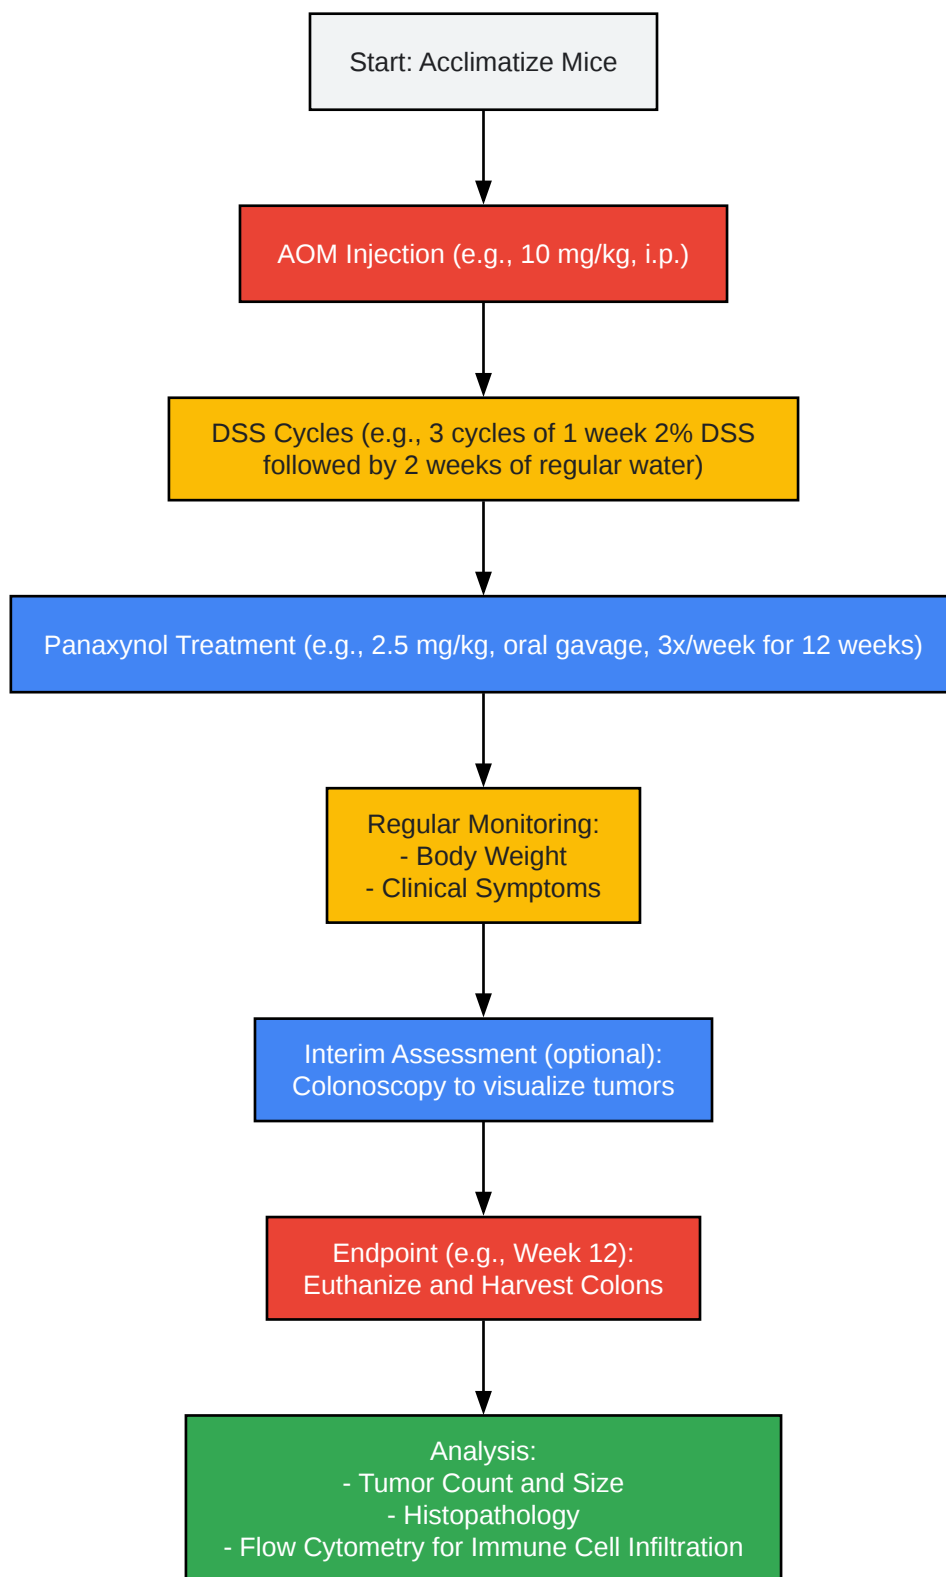 Start: Acclimatize Mice
AOM Injection (e.g., 10 mg/kg, i.p.)
DSS Cycles (e.g., 3 cycles of 1 week 2% DSS
followed by 2 weeks of regular water)
Panaxynol Treatment (e.g., 2.5 mg/kg, oral gavage, 3x/week for 12 weeks)
Regular Monitoring:
- Body Weight
- Clinical Symptoms
Interim Assessment (optional):
Colonoscopy to visualize tumors
Endpoint (e.g., Week 12):
Euthanize and Harvest Colons
Analysis:
- Tumor Count and Size
- Histopathology
- Flow Cytometry for Immune Cell Infiltration